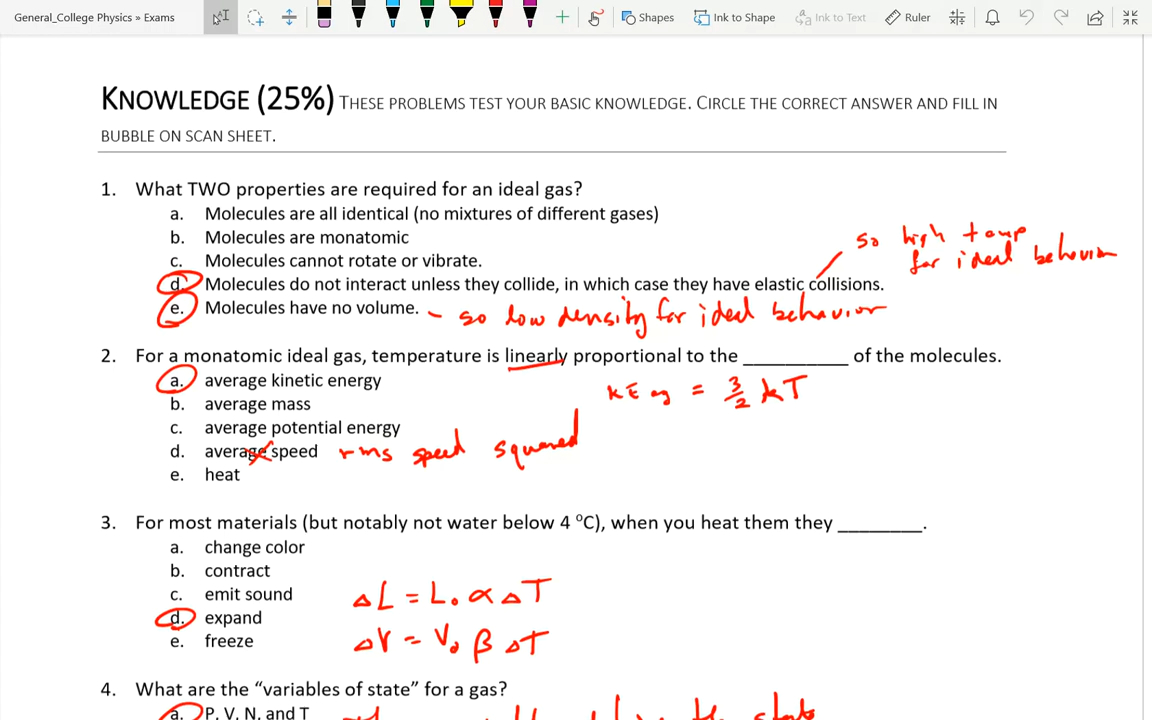 General_College Physics » Exams
Shapes
Ink to Shape
Ink to Text
Ruler
KNOWLEDGE (25%) THESE PROBLEMS TEST YOUR BASIC KNOWLEDGE. CIRCLE THE CORRECT ANSWER AND FILL IN
BUBBLE ON SCAN SHEET.
1. What TWO properties are required for an ideal gas?
a. Molecules are all identical (no mixtures of different gases)
b. Molecules are monatomic
so high temp
for ideal behavior
c. Molecules cannot rotate or vibrate.
d. Molecules do not interact unless they collide, in which case they have elastic collisions.
e. Molecules have no volume. – so low density for ideal behavior
2. For a monatomic ideal gas, temperature is linearly proportional to the __________ of the molecules.
a. average kinetic energy
KE avg = 3/2 kT
b. average mass
c. average potential energy
d. average speed rms speed squared
e. heat
3. For most materials (but notably not water below 4 °C), when you heat them they ________.
a. change color
b. contract
c. emit sound
ΔL = L₀ α ΔT
d. expand
e. freeze
ΔV = V₀ β ΔT
4. What are the “variables of state” for a gas?
a. P, V, N, and T
the state